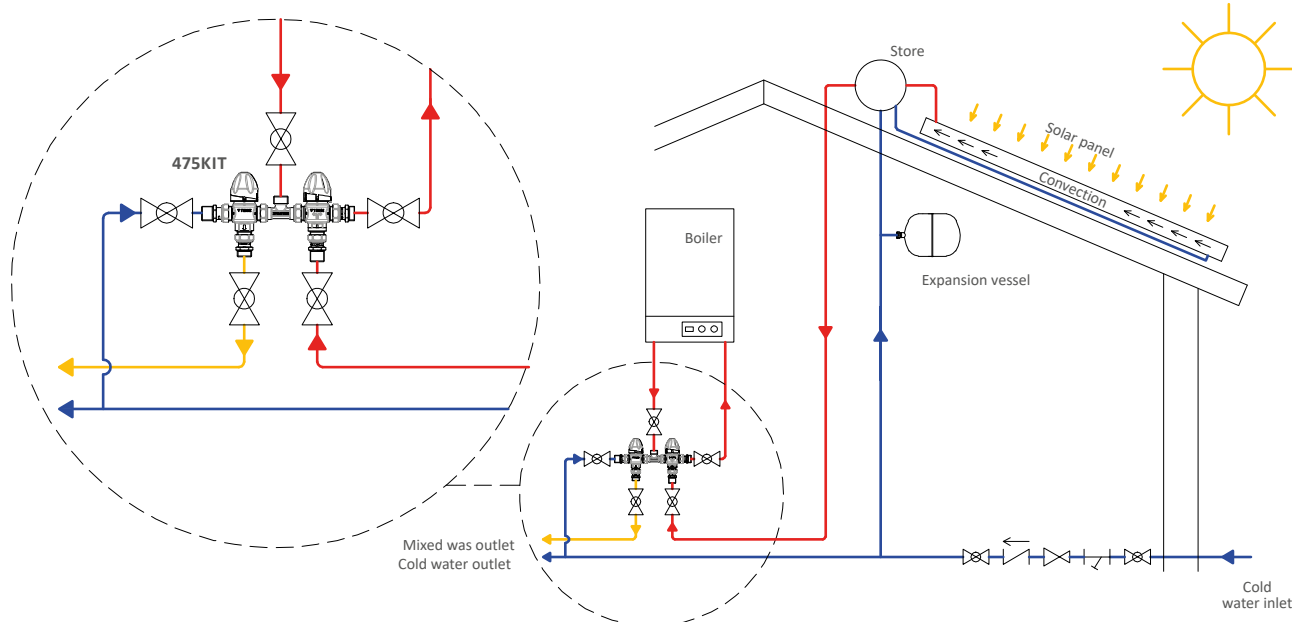 Store
475KIT
Solar panel
Convection
Boiler
Expansion vessel
Mixed was outlet
Cold water outlet
Cold
water inlet